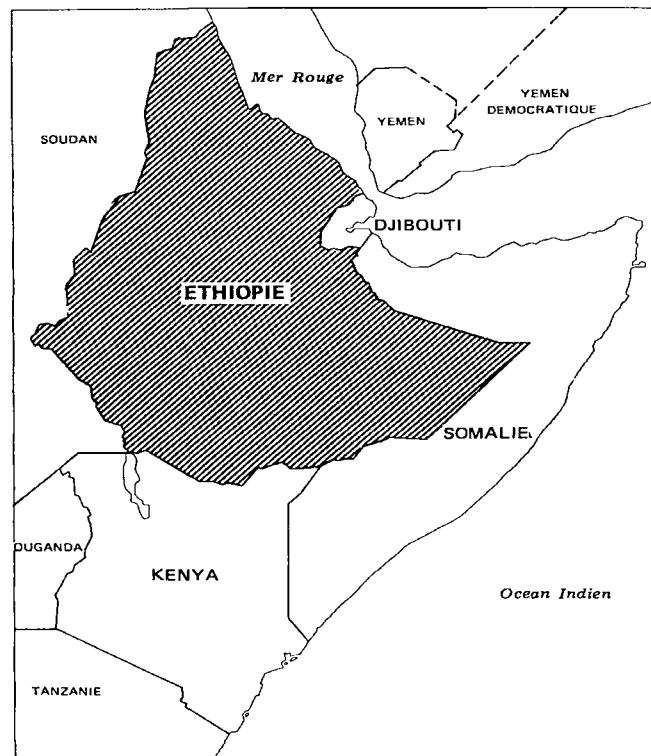 Mer Rouge
YEMEN
DEMOCRATIQUE
YEMEN
SOUDAN
DJIBOUTI
ETHIOPIE
SOMALIE
OUGANDA
KENYA
Ocean Indien
TANZANIE